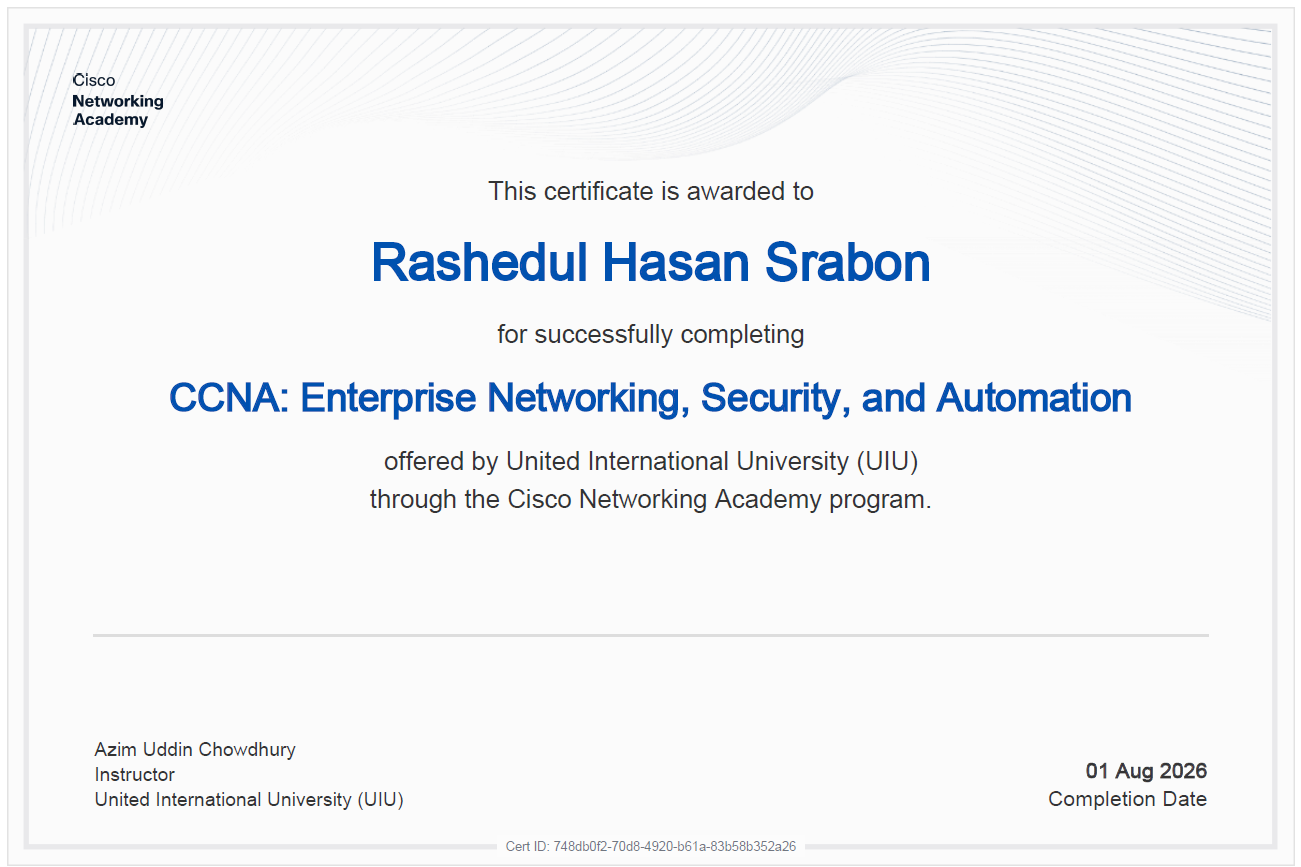 Cisco
Networking
Academy
This certificate is awarded to
Rashedul Hasan Srabon
for successfully completing
CCNA: Enterprise Networking, Security, and Automation
offered by United International University (UIU)
through the Cisco Networking Academy program.
Azim Uddin Chowdhury
Instructor
United International University (UIU)
01 Aug 2026
Completion Date
Cert ID: 748db0f2-70d8-4920-b61a-83b58b352a26